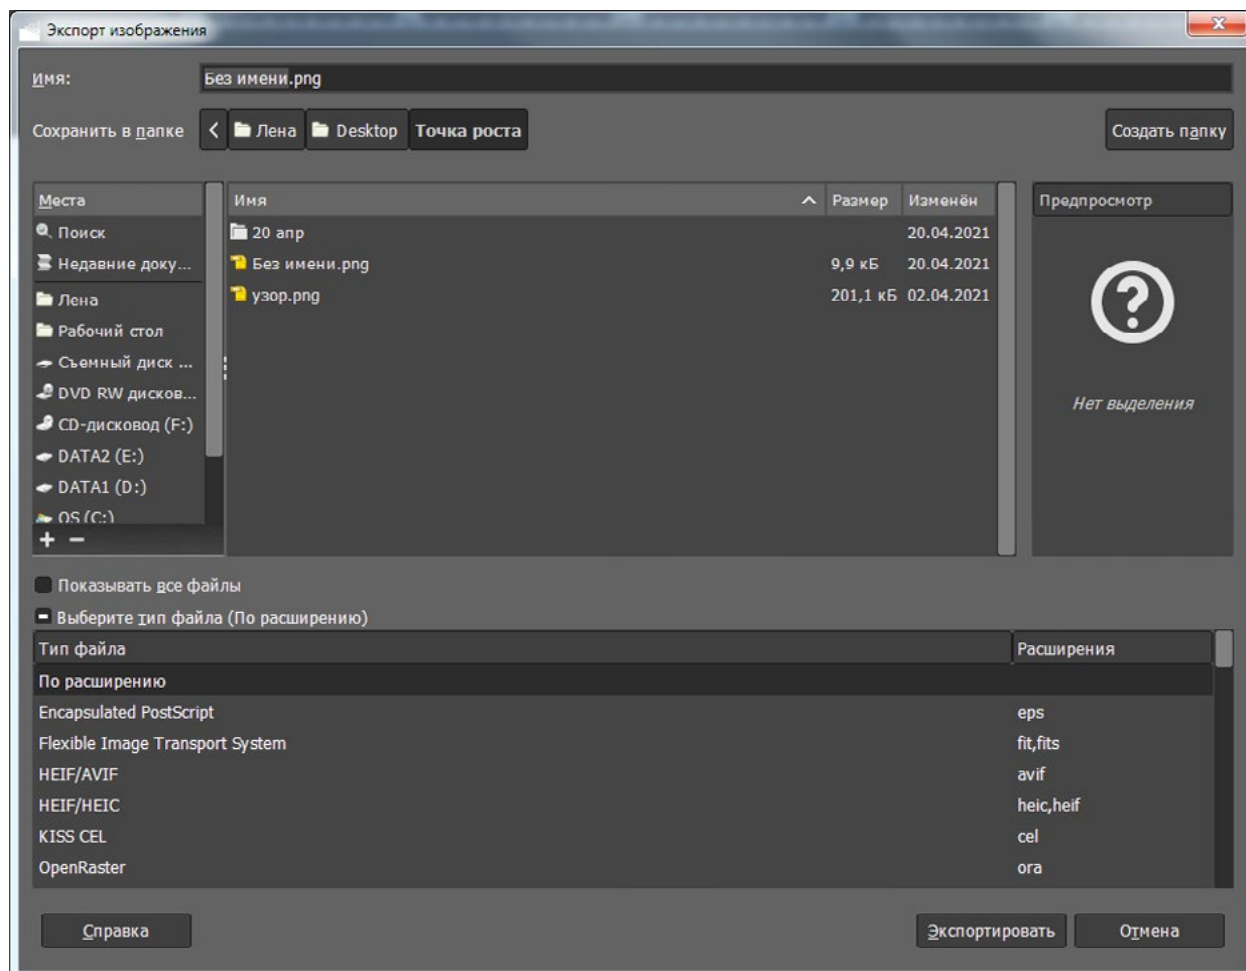 Экспорт изображения
Имя: Без имени.png
Сохранить в папке Лена Desktop Точка роста Создать папку
Места Имя Размер Изменён Предпросмотр
Поиск 20 апр 20.04.2021
Недавние доку... Без имени.png 9,9 кБ 20.04.2021
Лена узор.png 201,1 кБ 02.04.2021
Рабочий стол
Съемный диск ...
DVD RW дисков... Нет выделения
CD-дисковод (F:)
DATA2 (E:)
DATA1 (D:)
OS (C:)
Показывать все файлы
Выберите тип файла (По расширению)
Тип файла Расширения
По расширению
Encapsulated PostScript eps
Flexible Image Transport System fit,fits
HEIF/AVIF avif
HEIF/HEIC heic,heif
KISS CEL cel
OpenRaster ora
Справка Экспортировать Отмена